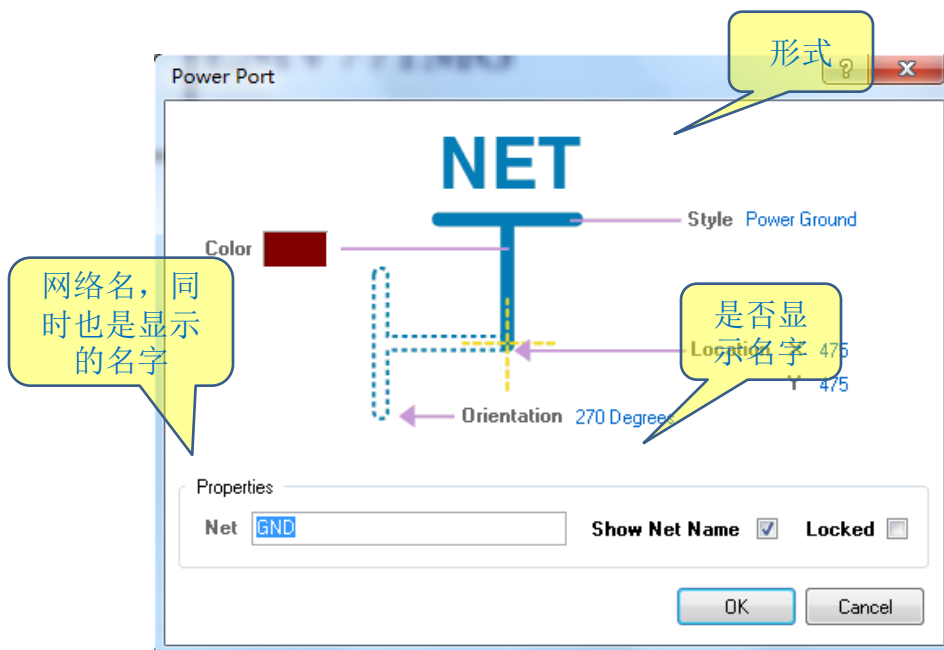 形式
Power Port
NET
Style Power Ground
Color
网络名，同
时也是显示
的名字
是否显
示名字
Location X 475
Y 475
Orientation 270 Degrees
Properties
Net GND Show Net Name Locked
OK Cancel